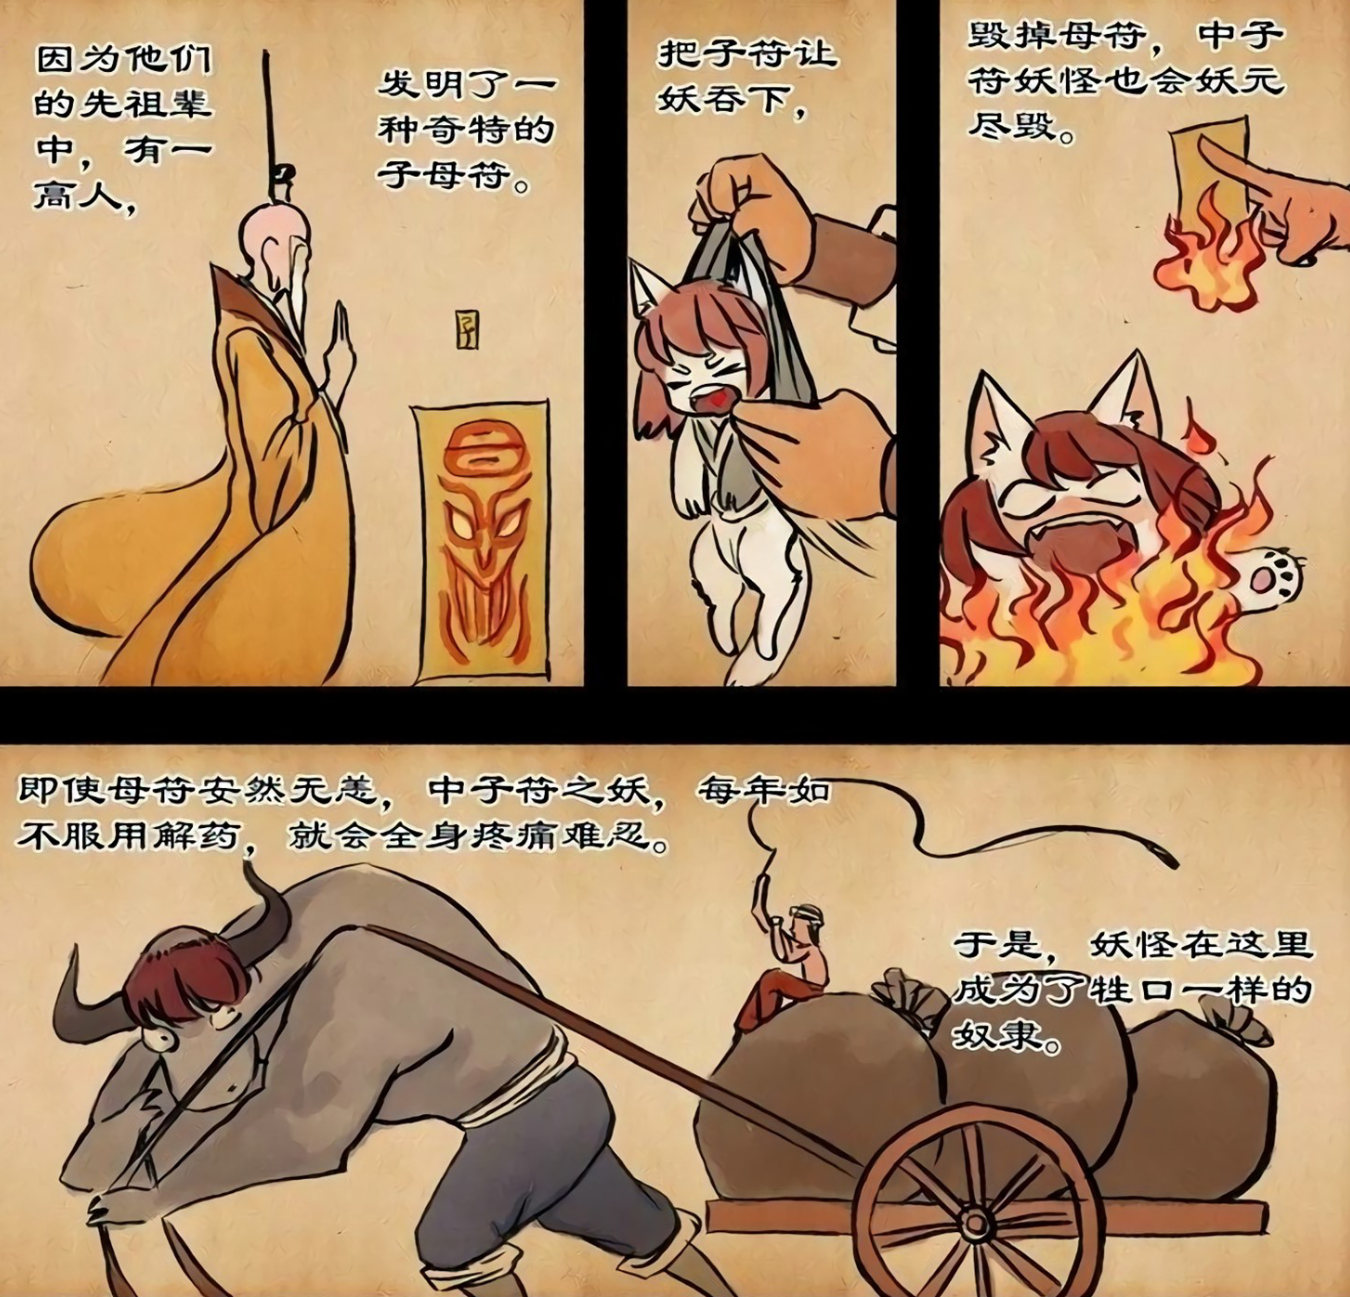 因为他们
的先祖辈
中，有一
高人，
发明了一
种奇特的
子母符。
子
把子符让
妖吞下，
毁掉母符，中子
符妖怪也会妖元
尽毁。
即使母符安然无恙，中子符之妖，每年如
不服用解药，就会全身疼痛难忍。
于是，妖怪在这里
成为了牲口一样的
奴隶。